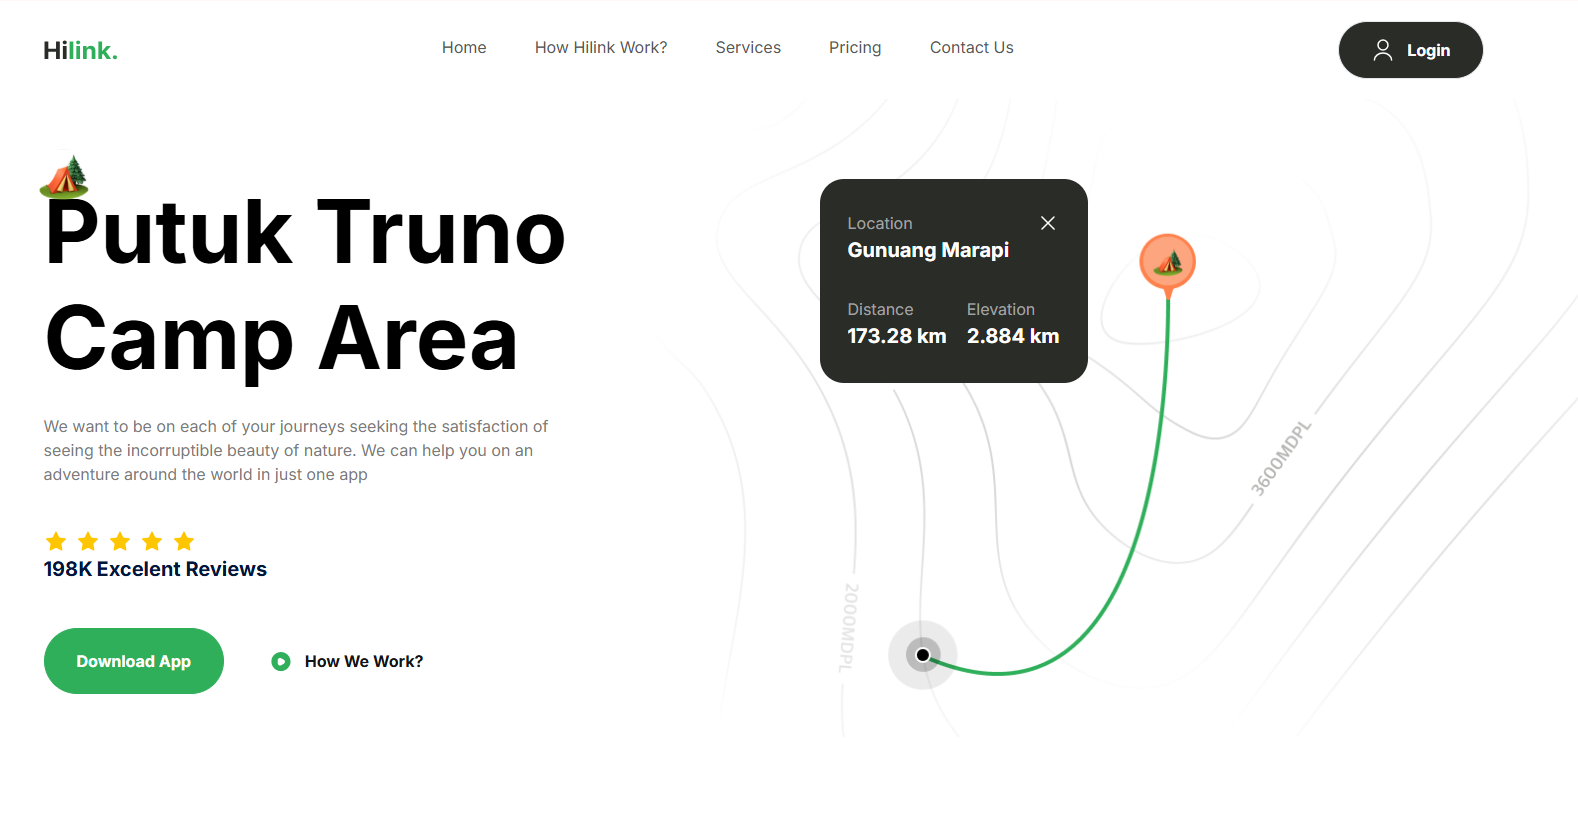 Hilink.
Home
How Hilink Work?
Services
Pricing
Contact Us
Login
Putuk Truno
Camp Area
We want to be on each of your journeys seeking the satisfaction of
seeing the incorruptible beauty of nature. We can help you on an
adventure around the world in just one app
198K Excelent Reviews
Download App
How We Work?
Location
Gunuang Marapi
Distance
Elevation
173.28 km
2.884 km
3600MDPL
2000MDPL